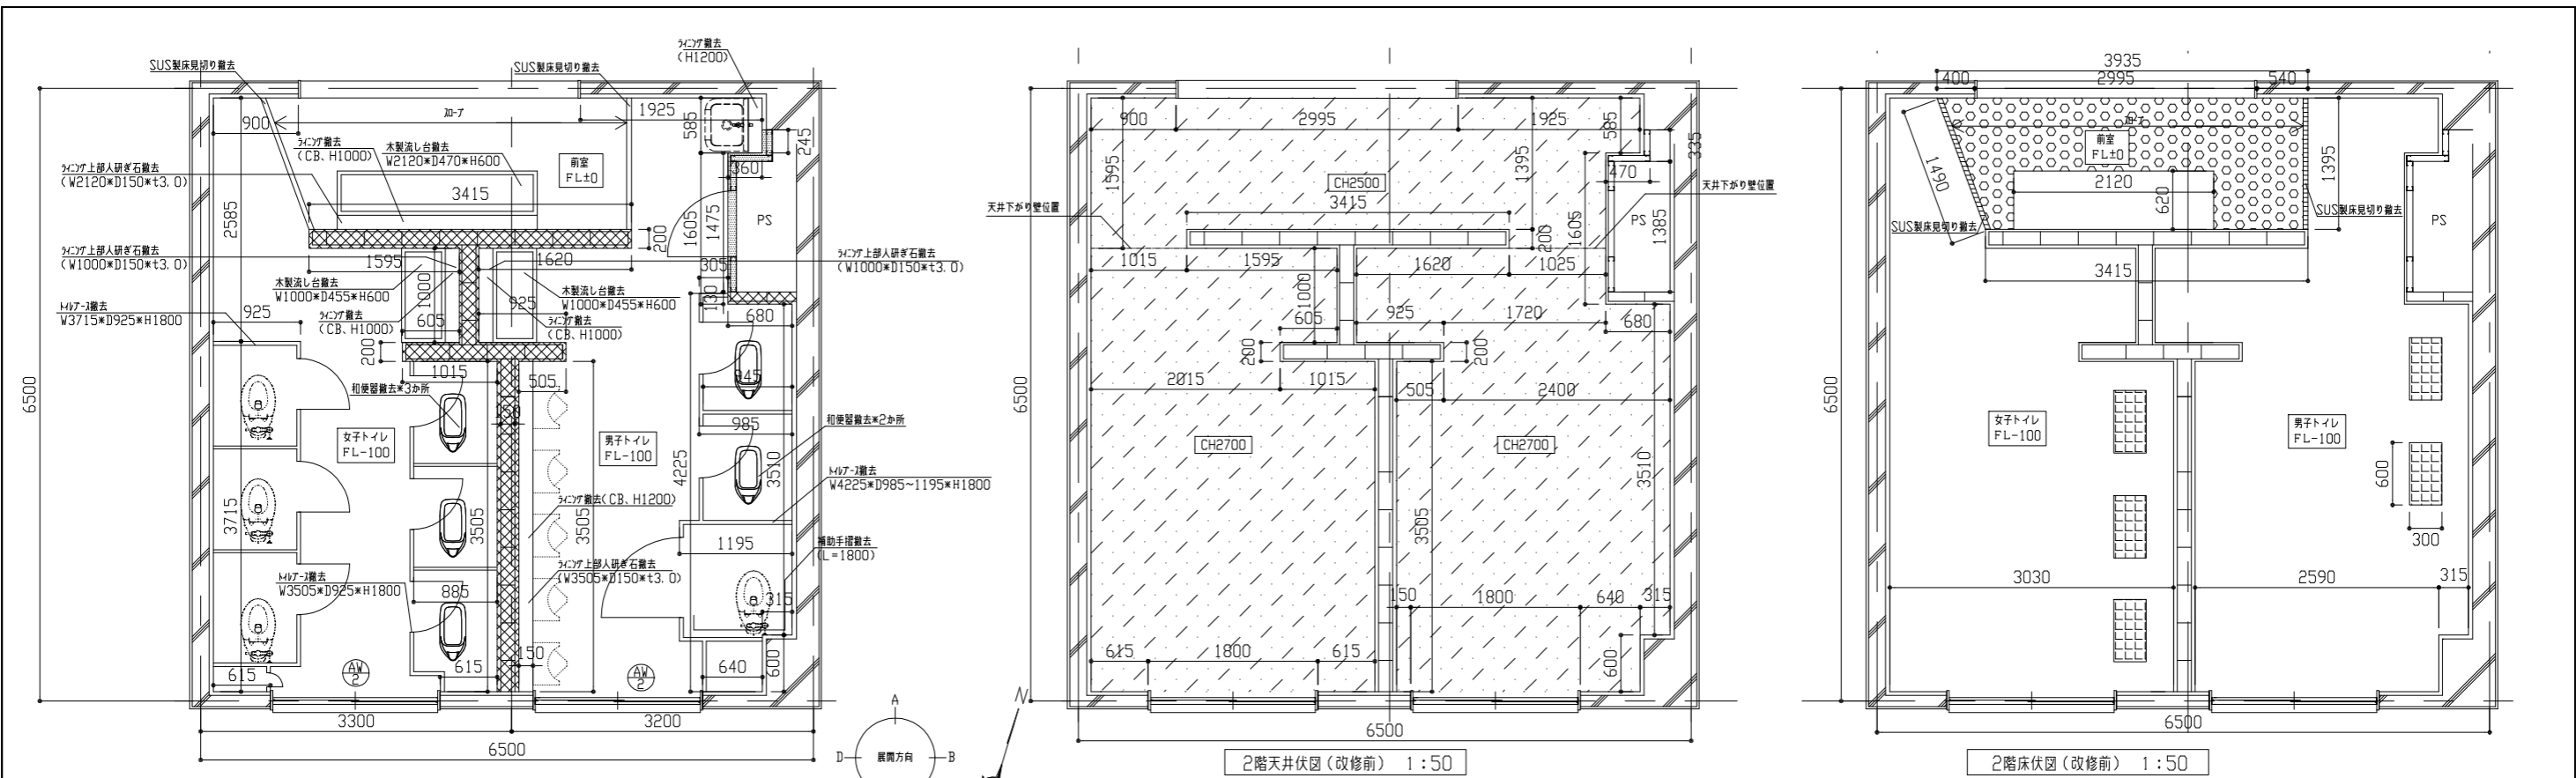 SUS製床見切り撤去
SUS製床見切り撤去
ﾗｲﾆﾝｸﾞ撤去
(H1200)
900
ｽﾛｰﾌﾟ
1925
585
245
ﾗｲﾆﾝｸﾞ撤去
(CB、H1000)
木製流し台撤去
W2120*D470*H600
前室
FL±0
ﾗｲﾆﾝｸﾞ上部人研ぎ石撤去
(W2120*D150*t3.0)
360
3415
2585
1605
1475
PS
200
ﾗｲﾆﾝｸﾞ上部人研ぎ石撤去
(W1000*D150*t3.0)
1595
1620
305
130
ﾗｲﾆﾝｸﾞ上部人研ぎ石撤去
(W1000*D150*t3.0)
木製流し台撤去
W1000*D455*H600
1000
木製流し台撤去
W1000*D455*H600
925
ﾄｲﾚﾌﾞｰｽ撤去
W3715*D925*H1800
925
ﾗｲﾆﾝｸﾞ撤去
(CB、H1000)
605
ﾗｲﾆﾝｸﾞ撤去
(CB、H1000)
680
200
1015
505
和便器撤去*3か所
945
150
985
和便器撤去*2か所
女子トイレ
FL-100
男子トイレ
FL-100
4225
3510
ﾄｲﾚﾌﾞｰｽ撤去
W4225*D985~1195*H1800
6500
3715
3505
ﾗｲﾆﾝｸﾞ撤去(CB、H1200)
3505
1195
補助手摺撤去
(L=1800)
ﾄｲﾚﾌﾞｰｽ撤去
W3505*D925*H1800
885
ﾗｲﾆﾝｸﾞ上部人研ぎ石撤去
(W3505*D150*t3.0)
315
615
AW
2
615
150
AW
2
640
600
3300
3200
6500
A
D
展開方向
B
N
900
2995
1925
585
335
1595
1395
470
CH2500
天井下がり壁位置
天井下がり壁位置
3415
PS
200
1605
1385
1015
1595
1620
1025
1000
605
925
1720
680
200
200
6500
2015
1015
505
2400
CH2700
CH2700
3505
3510
150
1800
640
315
615
1800
615
600
6500
2階天井伏図(改修前) 1:50
3935
400
2995
540
ｽﾛｰﾌﾟ
前室
FL±0
1490
1395
2120
620
SUS製床見切り撤去
SUS製床見切り撤去
PS
3415
6500
女子トイレ
FL-100
男子トイレ
FL-100
600
300
3030
2590
315
6500
2階床伏図(改修前) 1:50